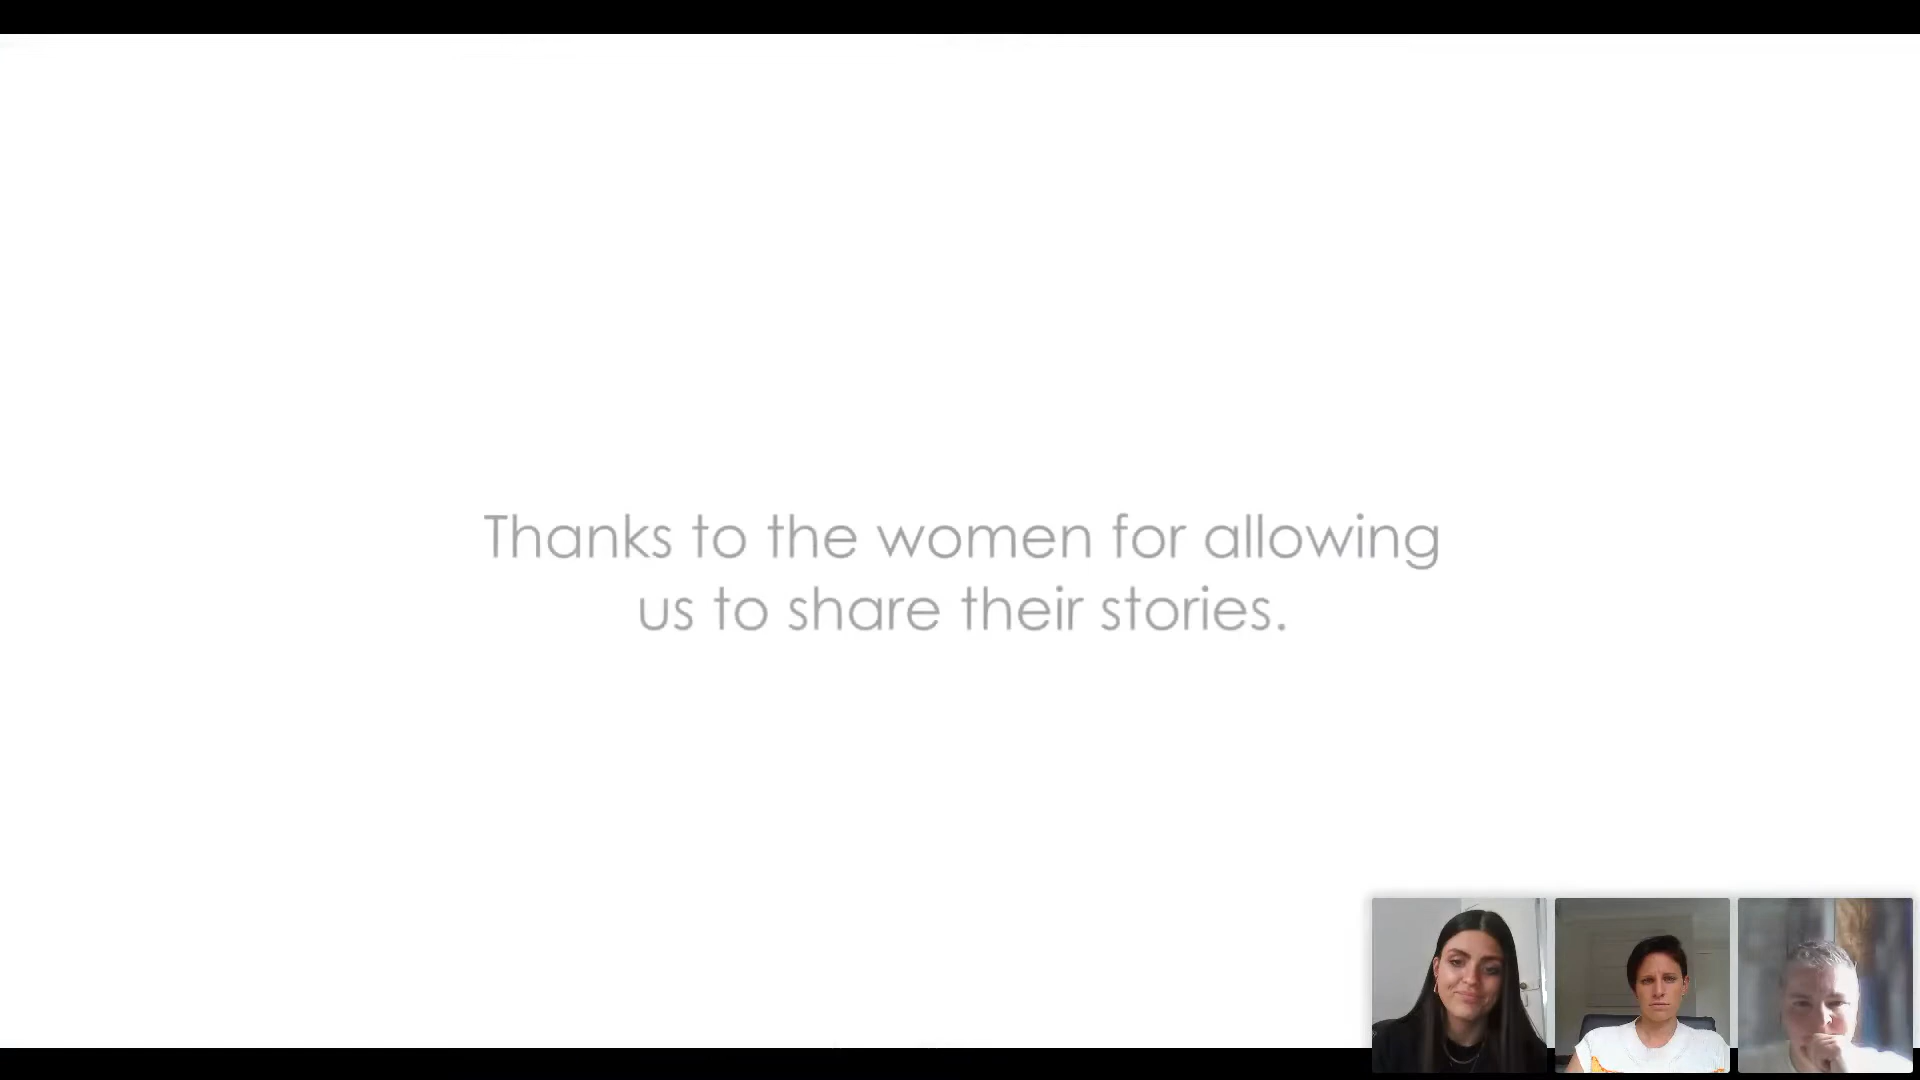 Thanks to the women for allowing
us to share their stories.